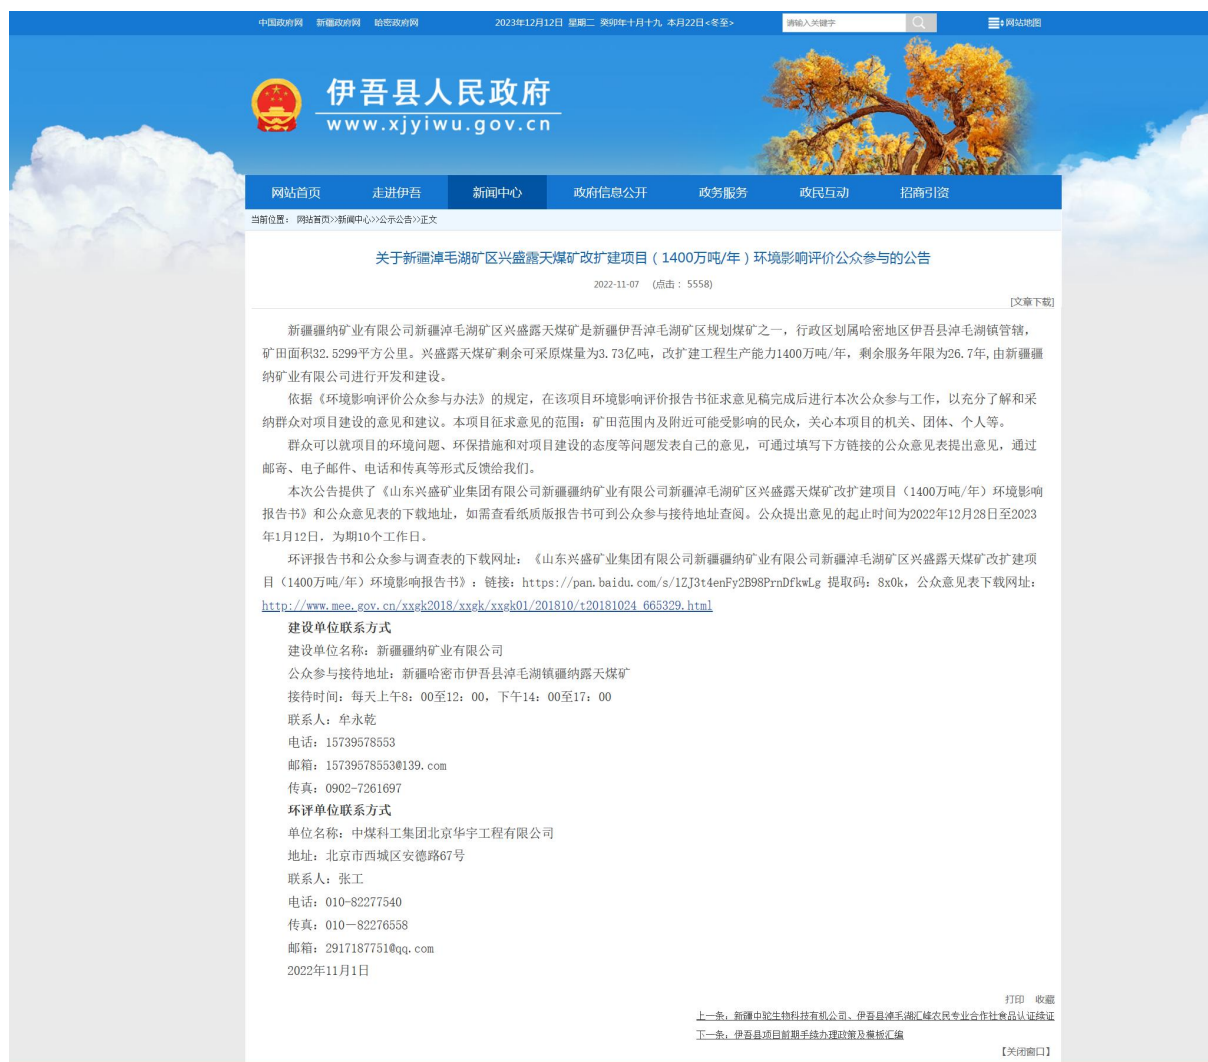 中国政府网 新疆政府网 哈密政府网 2023年12月12日 星期二 癸卯年十月十九 本月22日<冬至> 请输入关键字 网站地图
伊吾县人民政府
www.xjyiwu.gov.cn
网站首页 走进伊吾 新闻中心 政府信息公开 政务服务 政民互动 招商引资
当前位置： 网站首页>>新闻中心>>公示公告>>正文
关于新疆淖毛湖矿区兴盛露天煤矿改扩建项目（1400万吨/年）环境影响评价公众参与的公告
2022-11-07 (点击： 5558)
[文章下载]
新疆疆纳矿业有限公司新疆淖毛湖矿区兴盛露天煤矿是新疆伊吾淖毛湖矿区规划煤矿之一，行政区划属哈密地区伊吾县淖毛湖镇管辖，
矿田面积32.5299平方公里。兴盛露天煤矿剩余可采原煤量为3.73亿吨，改扩建工程生产能力1400万吨/年，剩余服务年限为26.7年,由新疆疆
纳矿业有限公司进行开发和建设。
依据《环境影响评价公众参与办法》的规定，在该项目环境影响评价报告书征求意见稿完成后进行本次公众参与工作，以充分了解和采
纳群众对项目建设的意见和建议。本项目征求意见的范围：矿田范围内及附近可能受影响的民众，关心本项目的机关、团体、个人等。
群众可以就项目的环境问题、环保措施和对项目建设的态度等问题发表自己的意见，可通过填写下方链接的公众意见表提出意见，通过
邮寄、电子邮件、电话和传真等形式反馈给我们。
本次公告提供了《山东兴盛矿业集团有限公司新疆疆纳矿业有限公司新疆淖毛湖矿区兴盛露天煤矿改扩建项目（1400万吨/年）环境影响
报告书》和公众意见表的下载地址，如需查看纸质版报告书可到公众参与接待地址查阅。公众提出意见的起止时间为2022年12月28日至2023
年1月12日，为期10个工作日。
环评报告书和公众参与调查表的下载网址：《山东兴盛矿业集团有限公司新疆疆纳矿业有限公司新疆淖毛湖矿区兴盛露天煤矿改扩建项
目（1400万吨/年）环境影响报告书》：链接：https://pan.baidu.com/s/1ZJ3t4enFy2B98PrnDfkwLg 提取码：8x0k，公众意见表下载网址：
http://www.mee.gov.cn/xxgk2018/xxgk/xxgk01/201810/t20181024_665329.html
建设单位联系方式
建设单位名称：新疆疆纳矿业有限公司
公众参与接待地址：新疆哈密市伊吾县淖毛湖镇疆纳露天煤矿
接待时间：每天上午8：00至12：00，下午14：00至17：00
联系人：牟永乾
电话：15739578553
邮箱：15739578553@139.com
传真：0902-7261697
环评单位联系方式
单位名称：中煤科工集团北京华宇工程有限公司
地址：北京市西城区安德路67号
联系人：张工
电话：010-82277540
传真：010－82276558
邮箱：2917187751@qq.com
2022年11月1日
打印 收藏
上一条：新疆中驼生物科技有机公司、伊吾县淖毛湖汇峰农民专业合作社食品认证续证
下一条：伊吾县项目前期手续办理政策及模板汇编
【关闭窗口】